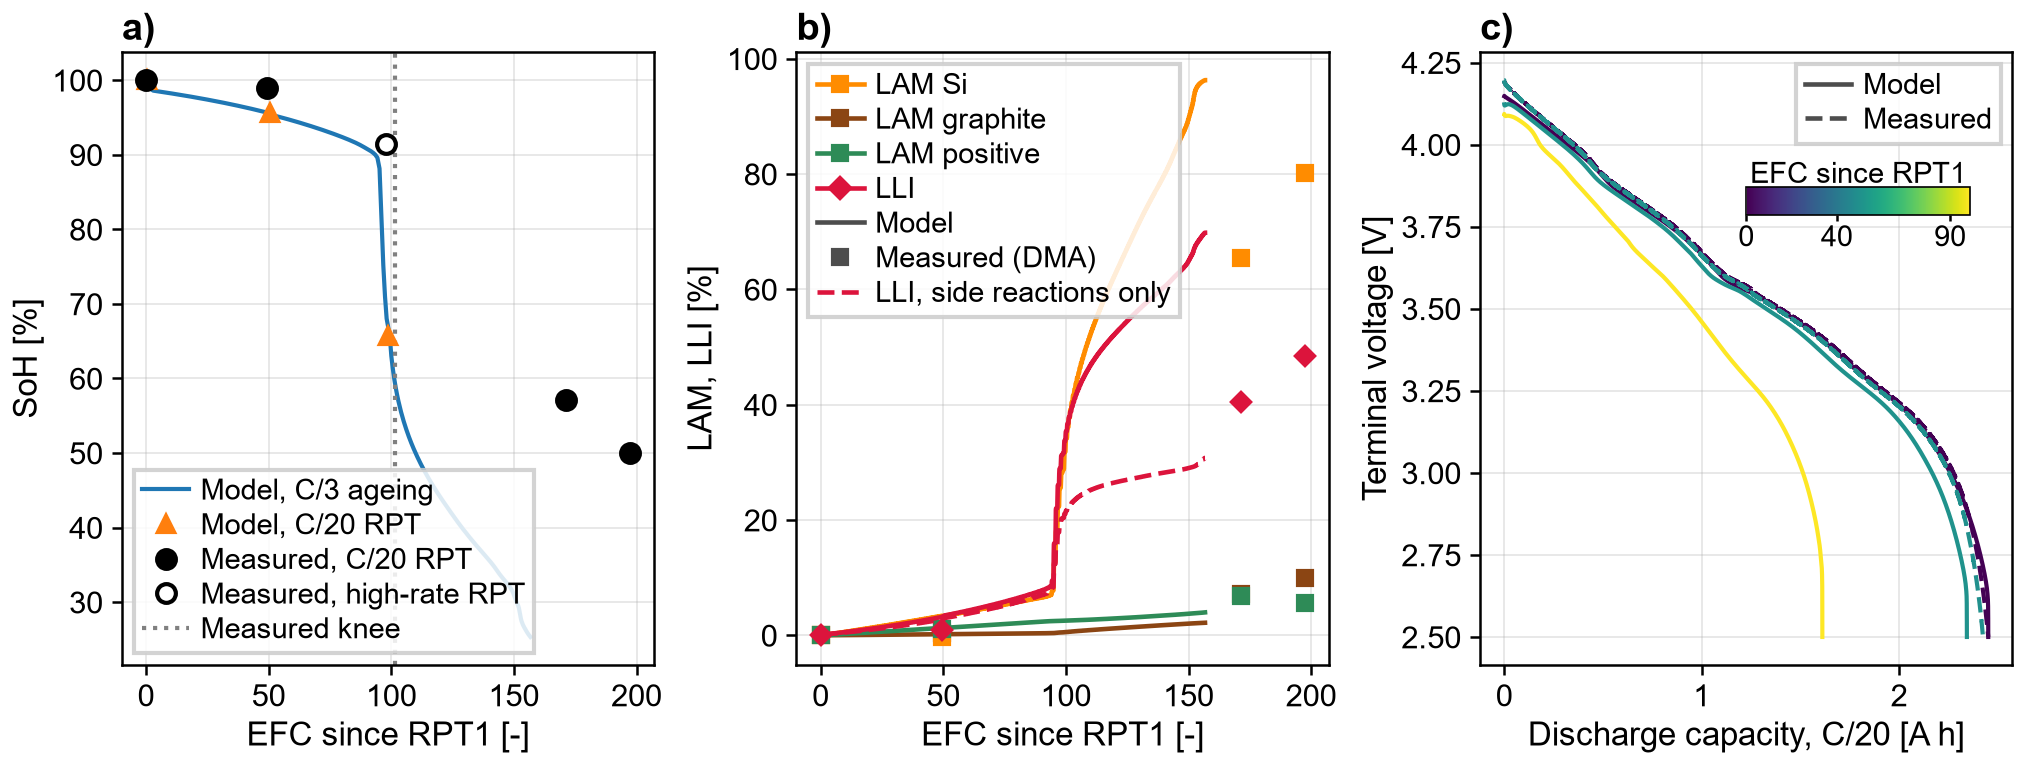 a)
SoH [%]
100
90
80
70
60
50
40
30
Model, C/3 ageing
Model, C/20 RPT
Measured, C/20 RPT
Measured, high-rate RPT
Measured knee
0
50
100
150
200
EFC since RPT1 [-]
b)
LAM, LLI [%]
100
80
60
40
20
0
LAM Si
LAM graphite
LAM positive
LLI
Model
Measured (DMA)
LLI, side reactions only
0
50
100
150
200
EFC since RPT1 [-]
c)
Terminal voltage [V]
4.25
4.00
3.75
3.50
3.25
3.00
2.75
2.50
Model
Measured
EFC since RPT1
0
40
90
0
1
2
Discharge capacity, C/20 [A h]